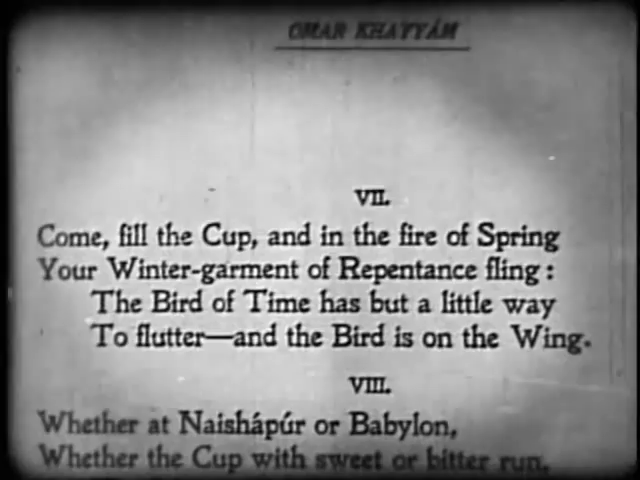 OMAR KHAYYÁM
VII.
Come, fill the Cup, and in the fire of Spring
Your Winter-garment of Repentance fling :
The Bird of Time has but a little way
To flutter—and the Bird is on the Wing.
VIII.
Whether at Naishápúr or Babylon,
Whether the Cup with sweet or bitter run,